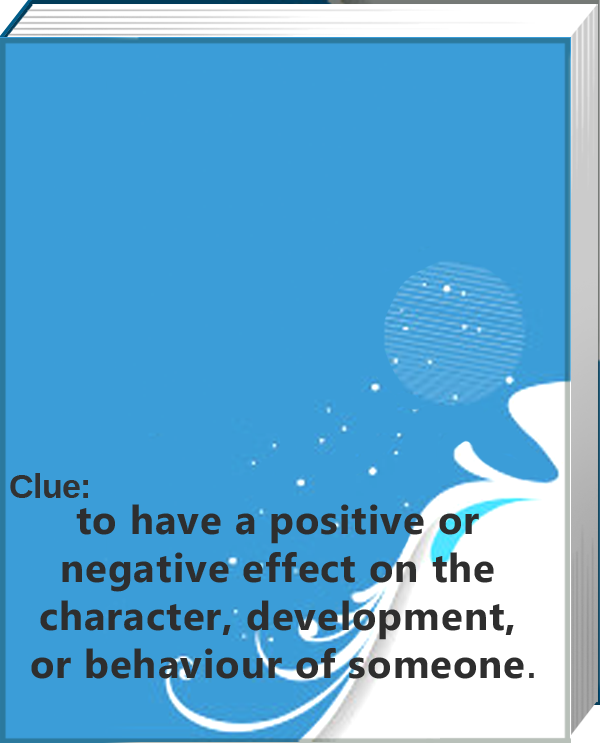 Clue:
to have a positive or
negative effect on the
character, development,
or behaviour of someone.